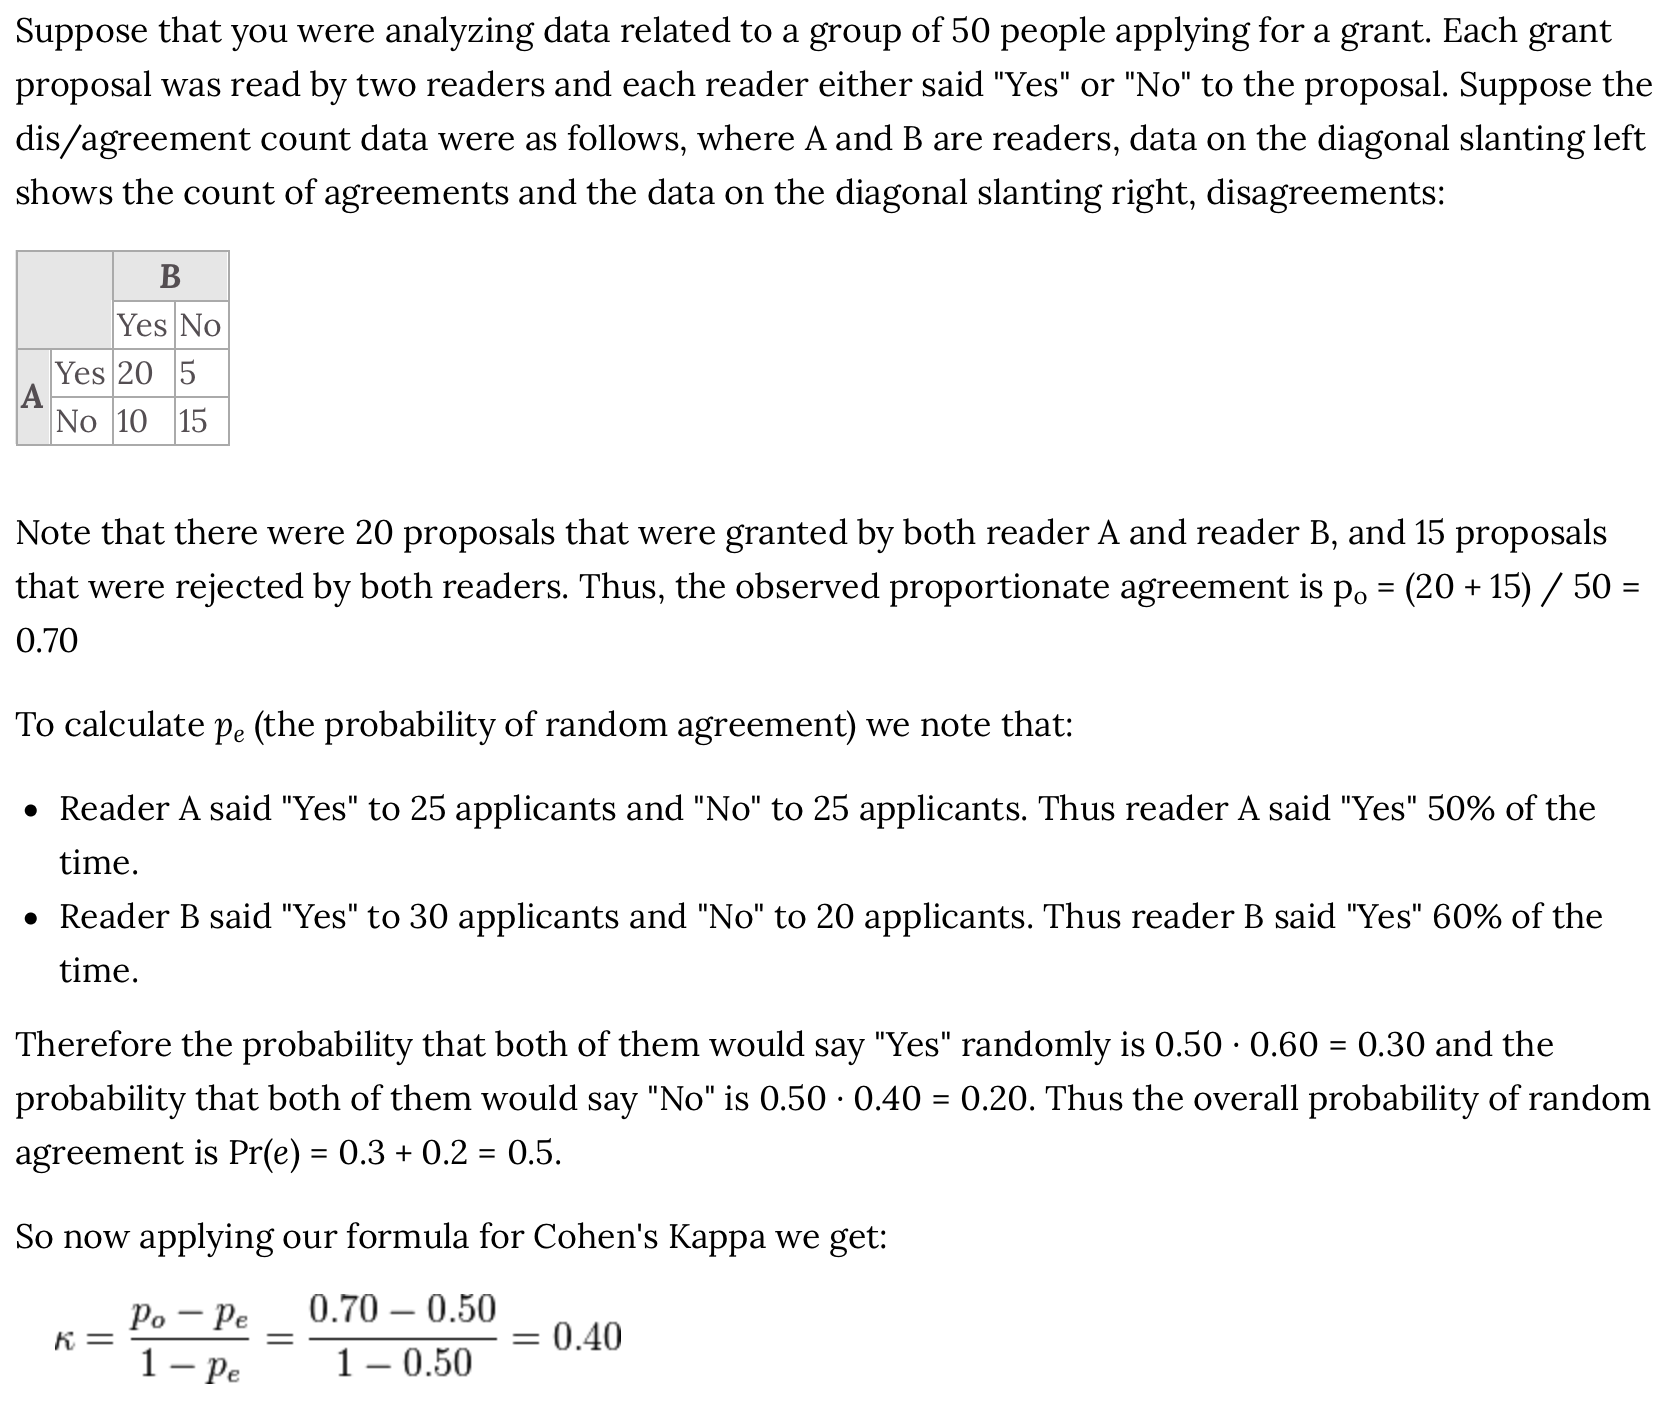 Suppose that you were analyzing data related to a group of 50 people applying for a grant. Each grant
proposal was read by two readers and each reader either said "Yes" or "No" to the proposal. Suppose the
dis/agreement count data were as follows, where A and B are readers, data on the diagonal slanting left
shows the count of agreements and the data on the diagonal slanting right, disagreements:
B
Yes No
A Yes 20 5
No 10 15
Note that there were 20 proposals that were granted by both reader A and reader B, and 15 proposals
that were rejected by both readers. Thus, the observed proportionate agreement is pₒ = (20 + 15) / 50 =
0.70
To calculate pₑ (the probability of random agreement) we note that:
• Reader A said "Yes" to 25 applicants and "No" to 25 applicants. Thus reader A said "Yes" 50% of the
time.
• Reader B said "Yes" to 30 applicants and "No" to 20 applicants. Thus reader B said "Yes" 60% of the
time.
Therefore the probability that both of them would say "Yes" randomly is 0.50 · 0.60 = 0.30 and the
probability that both of them would say "No" is 0.50 · 0.40 = 0.20. Thus the overall probability of random
agreement is Pr(e) = 0.3 + 0.2 = 0.5.
So now applying our formula for Cohen's Kappa we get:
κ = (pₒ − pₑ) / (1 − pₑ) = (0.70 − 0.50) / (1 − 0.50) = 0.40